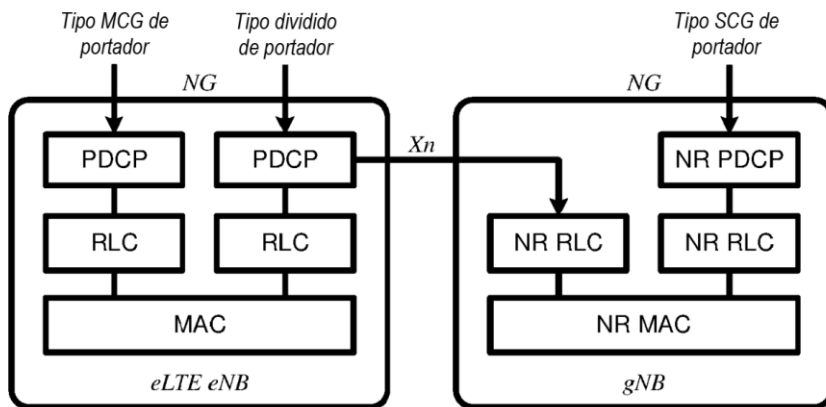 Tipo MCG de
portador
Tipo dividido
de portador
Tipo SCG de
portador
NG
NG
PDCP
PDCP
Xn
NR PDCP
RLC
RLC
NR RLC
NR RLC
MAC
NR MAC
eLTE eNB
gNB